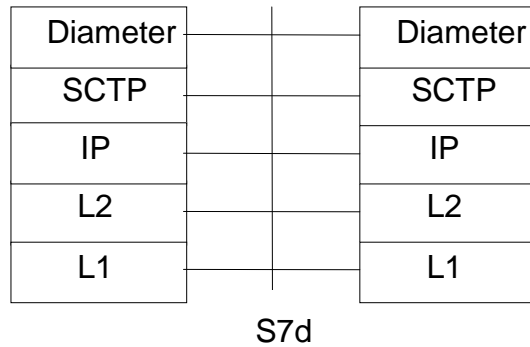 Diameter Diameter
SCTP SCTP
IP IP
L2 L2
L1 L1
S7d